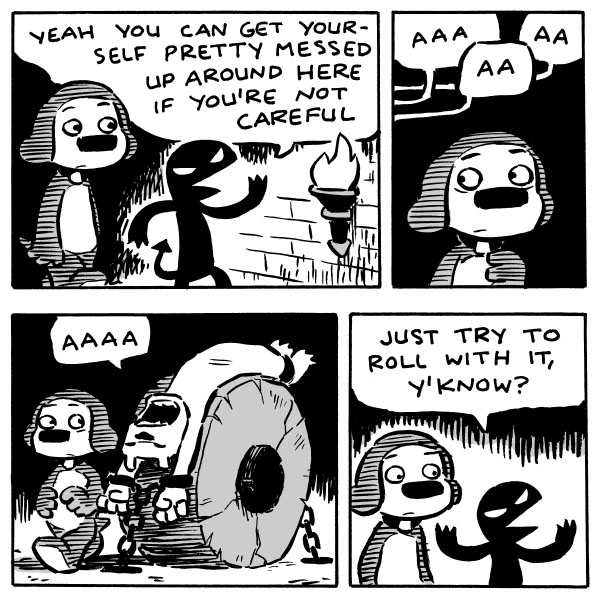 YEAH YOU CAN GET YOUR-
SELF PRETTY MESSED
UP AROUND HERE
IF YOU'RE NOT
CAREFUL
AAA
AA
AA
AAAA
JUST TRY TO
ROLL WITH IT,
Y'KNOW?